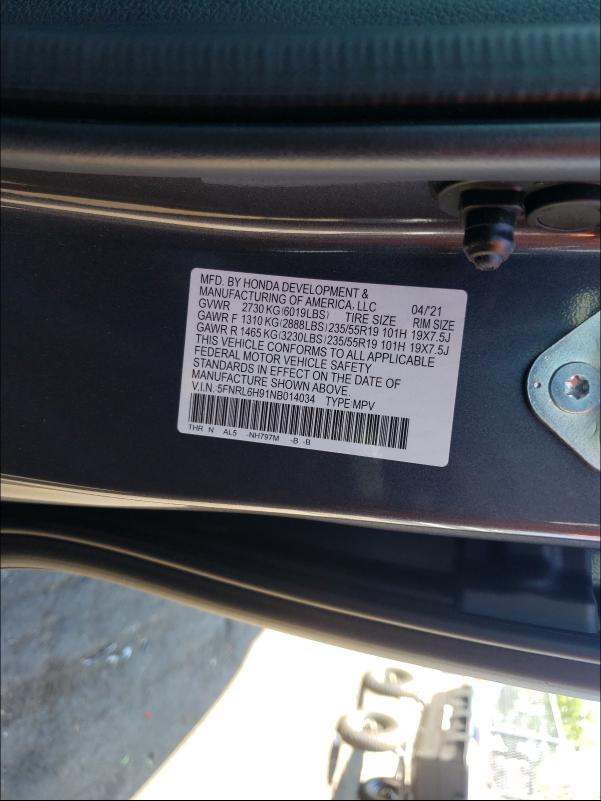 MFD. BY HONDA DEVELOPMENT &
MANUFACTURING OF AMERICA, LLC 04/'21
GVWR 2730 KG(6019LBS) TIRE SIZE RIM SIZE
GAWR F 1310 KG(2888LBS)235/55R19 101H 19X7.5J
GAWR R 1465 KG(3230LBS)235/55R19 101H 19X7.5J
THIS VEHICLE CONFORMS TO ALL APPLICABLE
FEDERAL MOTOR VEHICLE SAFETY
STANDARDS IN EFFECT ON THE DATE OF
MANUFACTURE SHOWN ABOVE
V.I.N. 5FNRL6H91NB014034 TYPE:MPV
THR N AL5 -NH797M -B -B